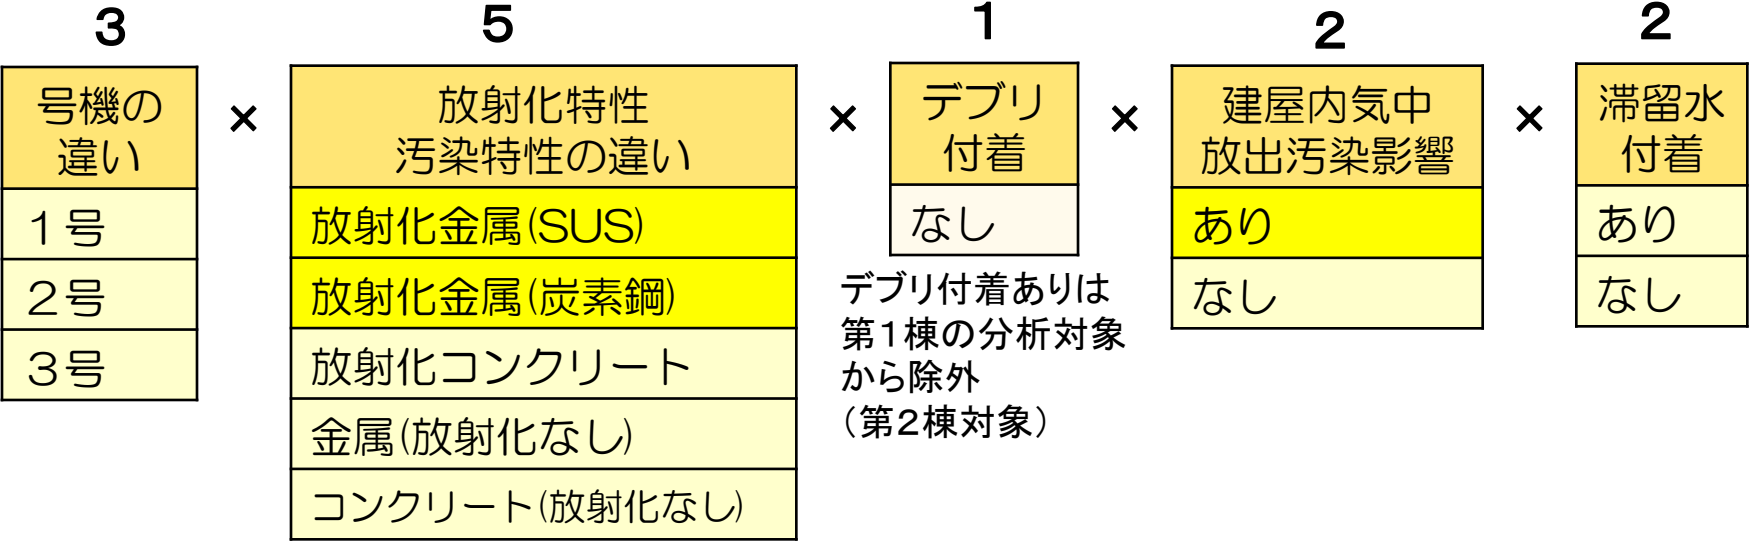 3
号機の
違い
1号
2号
3号
×
5
放射化特性
汚染特性の違い
放射化金属(SUS)
放射化金属(炭素鋼)
放射化コンクリート
金属(放射化なし)
コンクリート(放射化なし)
×
1
デブリ
付着
なし
デブリ付着ありは
第1棟の分析対象
から除外
(第2棟対象)
×
2
建屋内気中
放出汚染影響
あり
なし
×
2
滞留水
付着
あり
なし